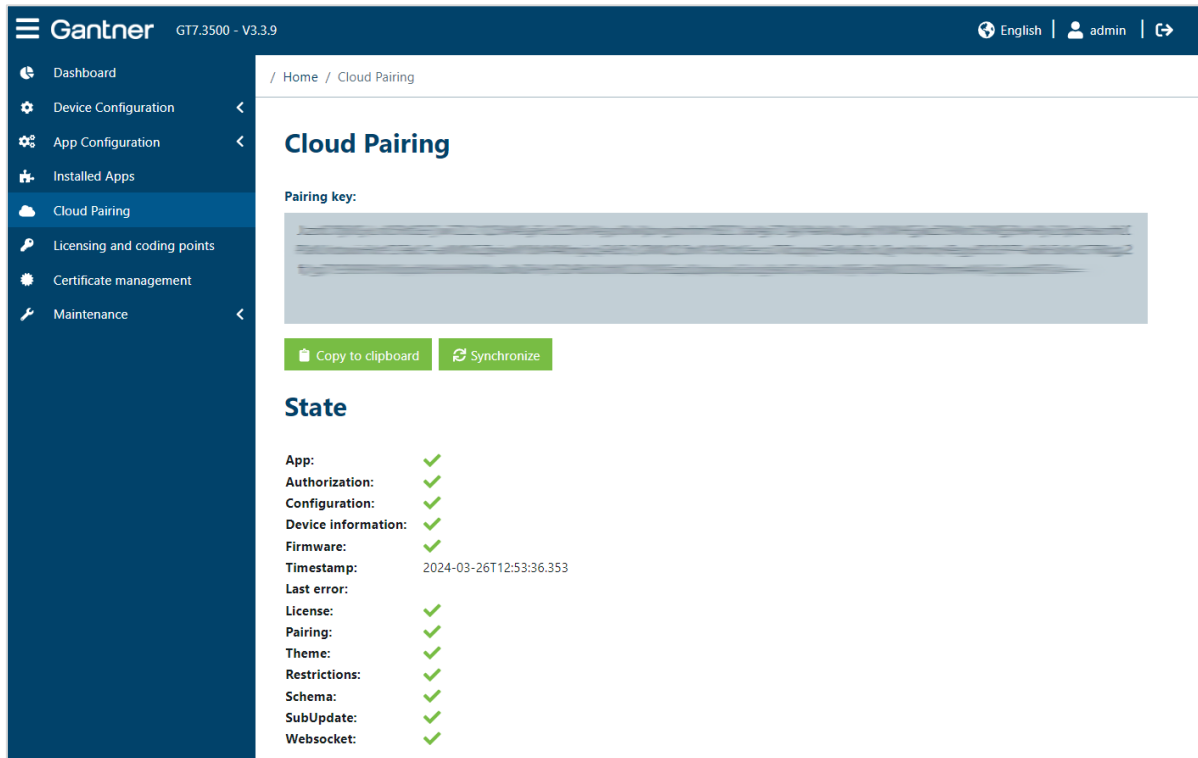 Gantner GT7.3500 - V3.3.9 English admin
Dashboard
Device Configuration
App Configuration
Installed Apps
Cloud Pairing
Licensing and coding points
Certificate management
Maintenance
/ Home / Cloud Pairing
Cloud Pairing
Pairing key:
Copy to clipboard Synchronize
State
App:
Authorization:
Configuration:
Device information:
Firmware:
Timestamp: 2024-03-26T12:53:36.353
Last error:
License:
Pairing:
Theme:
Restrictions:
Schema:
SubUpdate:
Websocket: